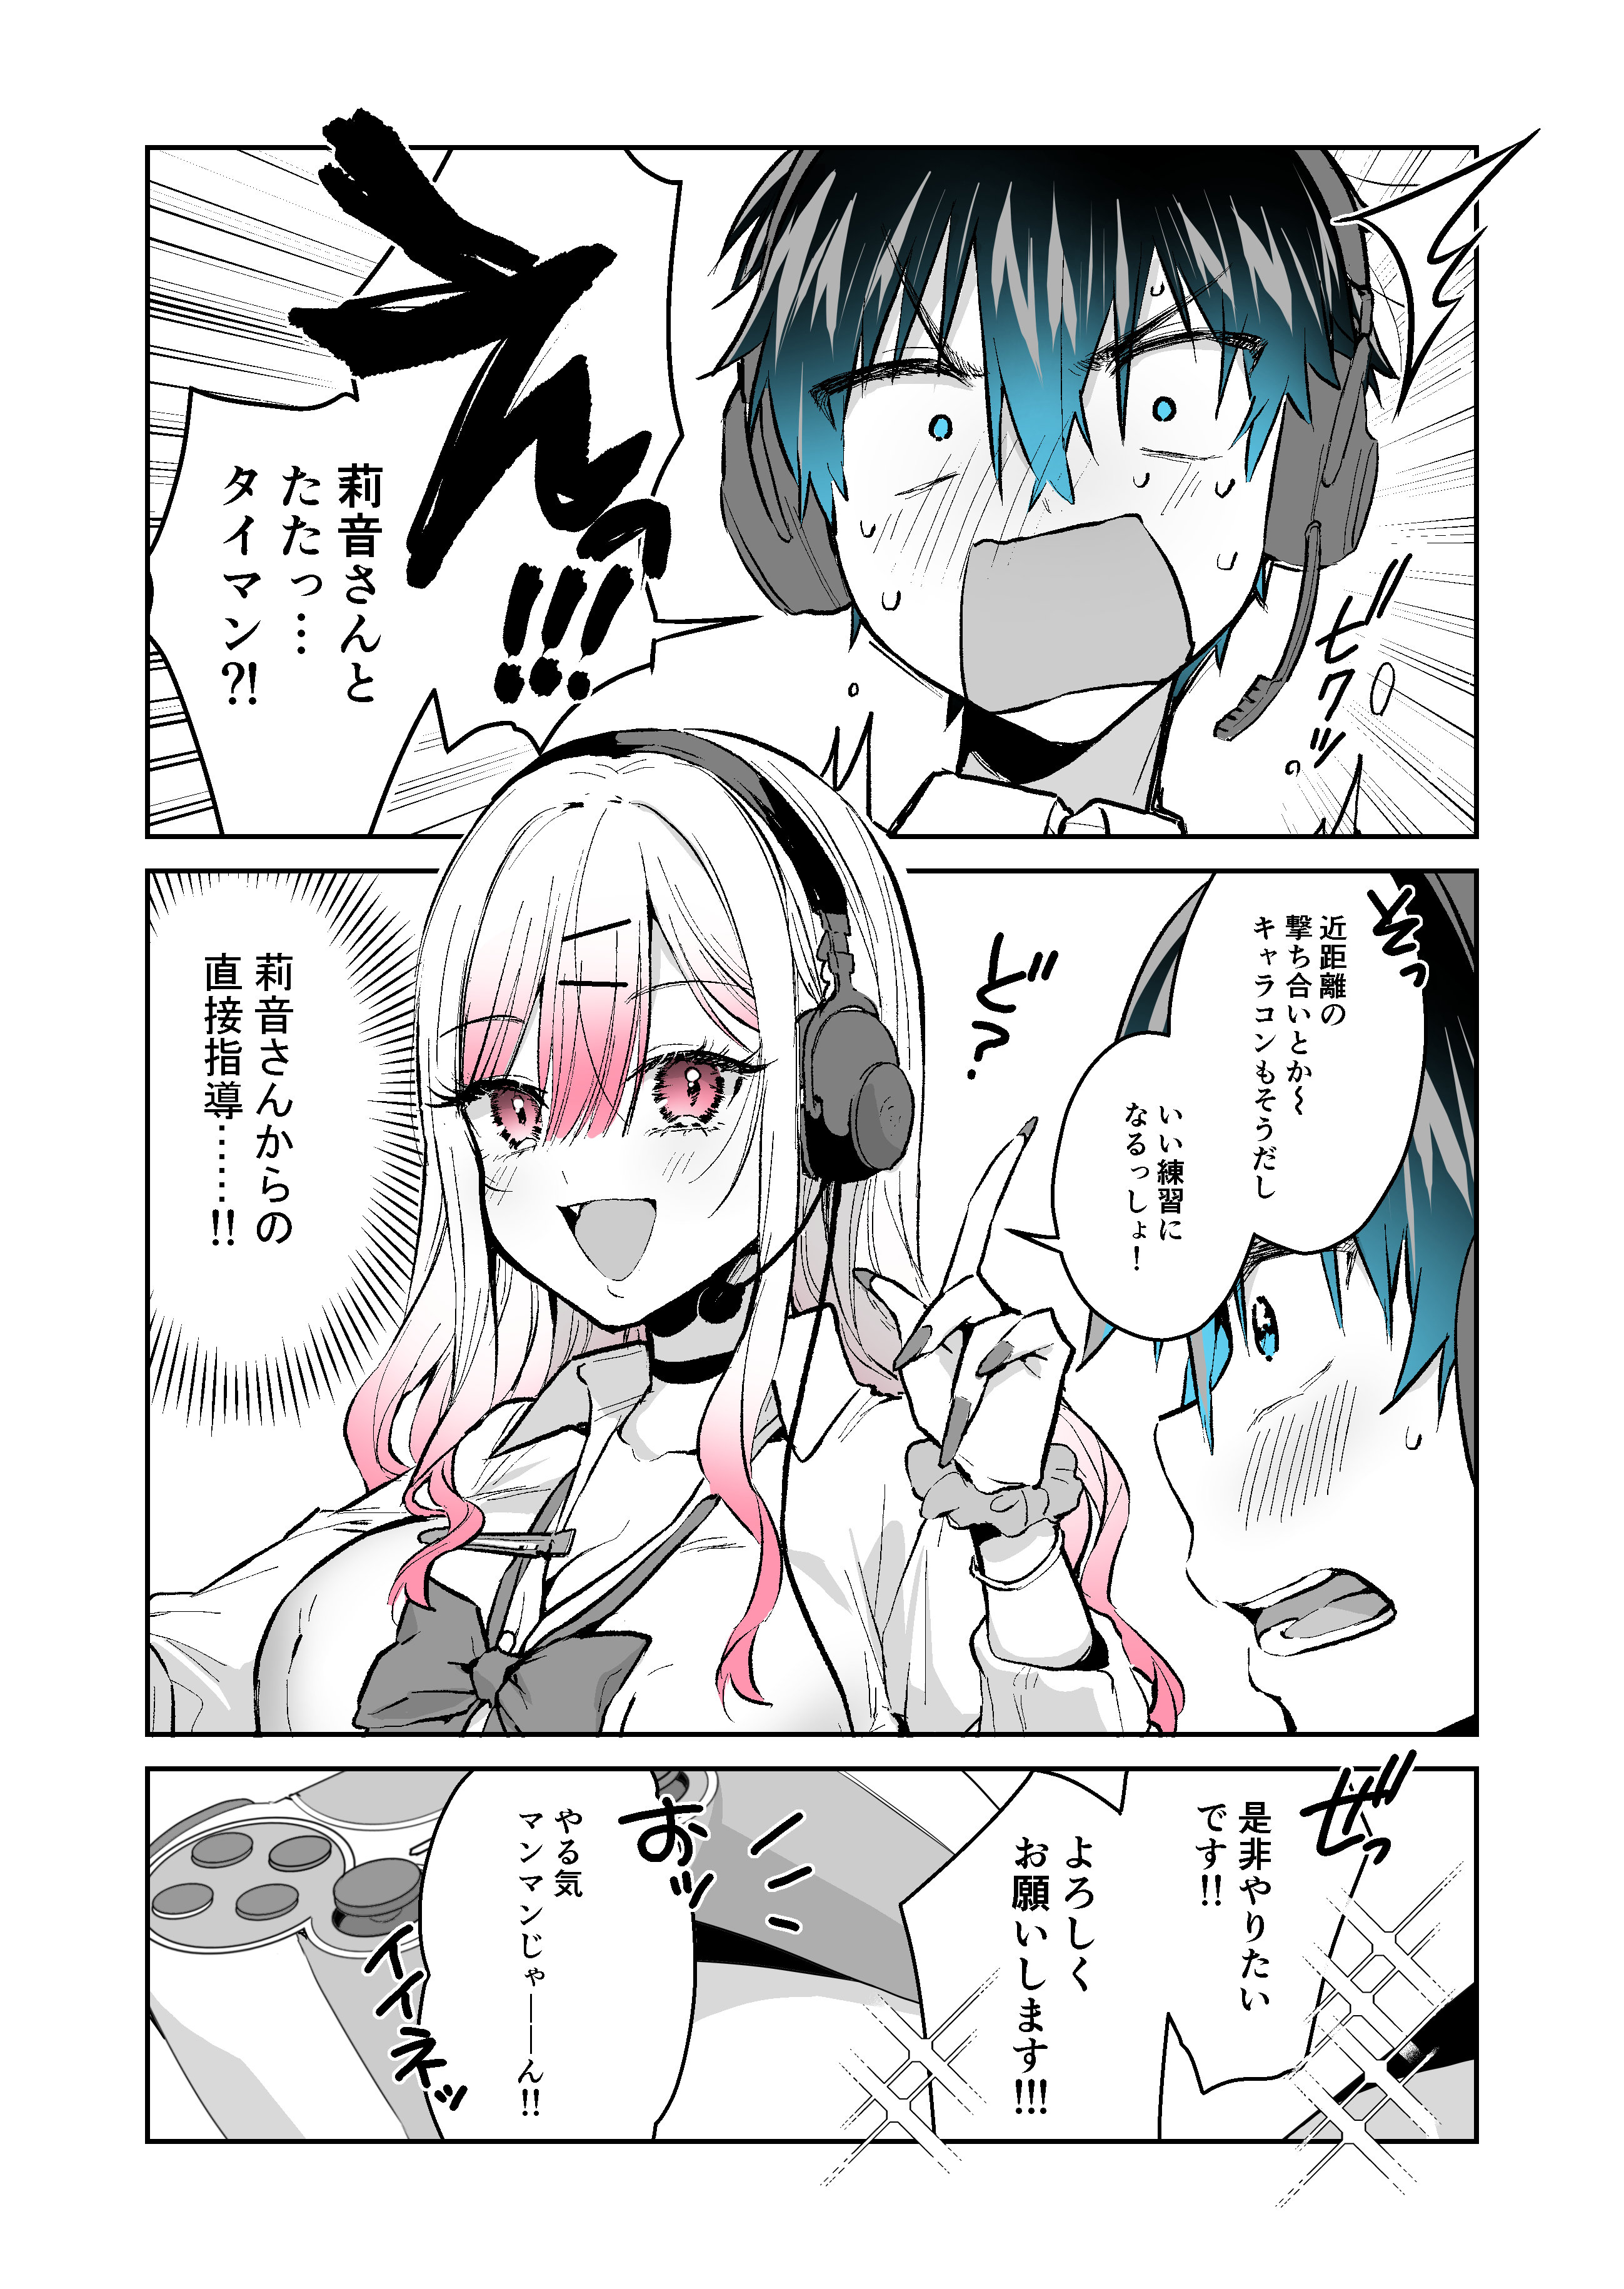 え
んっ
!!!
莉音さんと
たたっ…
タイマン?!
ビクッ
そっ
近距離の
撃ち合いとか〜
キャラコンもそうだし
いい練習に
なるっしょ！
ど？
莉音さんからの
直接指導……!!
ぜっ
是非やりたい
です!!
よろしく
お願いします!!!
おッ
やる気
マンマンじゃーーん!!
イイネッ